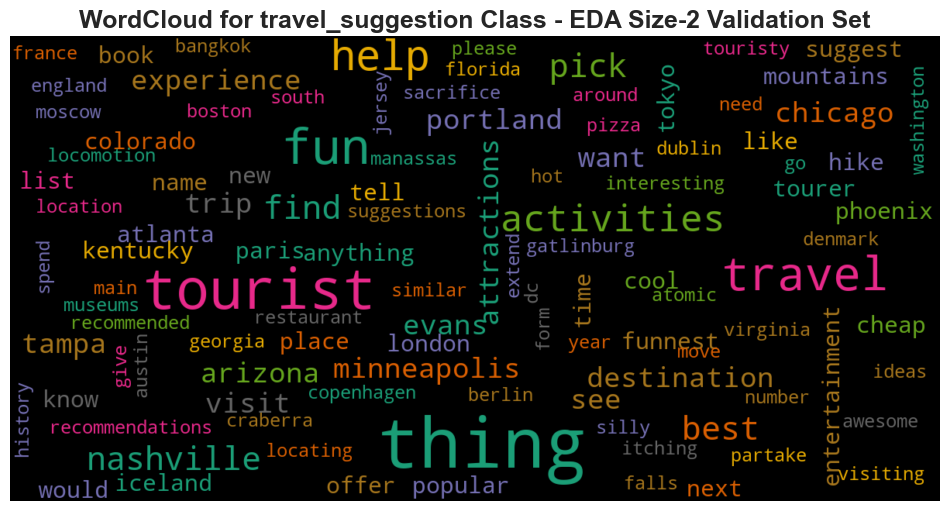 WordCloud for travel_suggestion Class - EDA Size-2 Validation Set
france
book
bangkok
help
please
florida
pick
touristy
suggest
england
experience
jersey
sacrifice
mountains
moscow
boston
south
around
tokyo
need
chicago
washington
portland
pizza
colorado
fun
manassas
attractions
want
dublin
like
hike
locomotion
hot
interesting
go
tourer
list
name
new
tell
location
trip
find
suggestions
activities
phoenix
atlanta
kentucky
paris
anything
extend
gatlinburg
denmark
spend
main
tourist
similar
dc
time
cool
atomic
travel
museums
recommended
restaurant
evans
form
virginia
cheap
tampa
georgia
place
london
year
funnest
move
entertainment
give
austin
arizona
minneapolis
destination
ideas
history
know
visit
copenhagen
berlin
see
number
recommendations
craberra
thing
silly
best
awesome
nashville
locating
itching
partake
visiting
would
iceland
offer
popular
falls
next